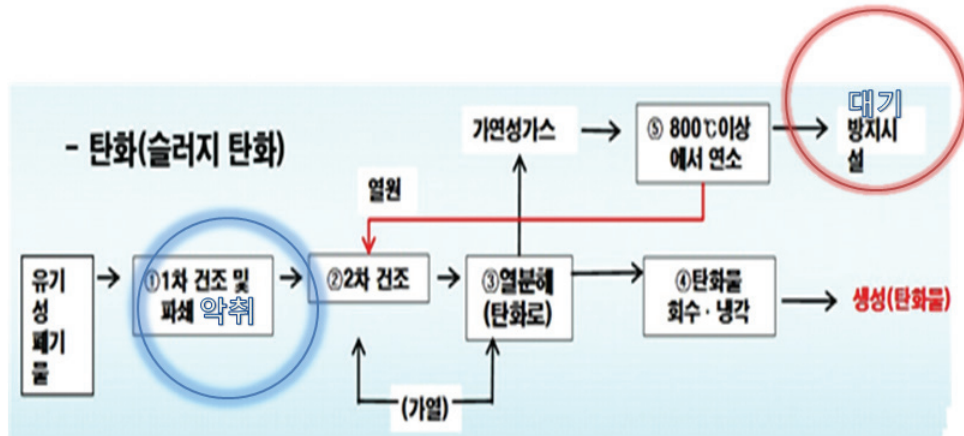 - 탄화(슬러지 탄화)
가연성가스
⑤ 800℃이상
에서 연소
대기
방지시
설
열원
유기
성
폐기
물
①1차 건조 및
파쇄 악취
②2차 건조
③열분해
(탄화로)
④탄화물
회수·냉각
생성(탄화물)
(가열)